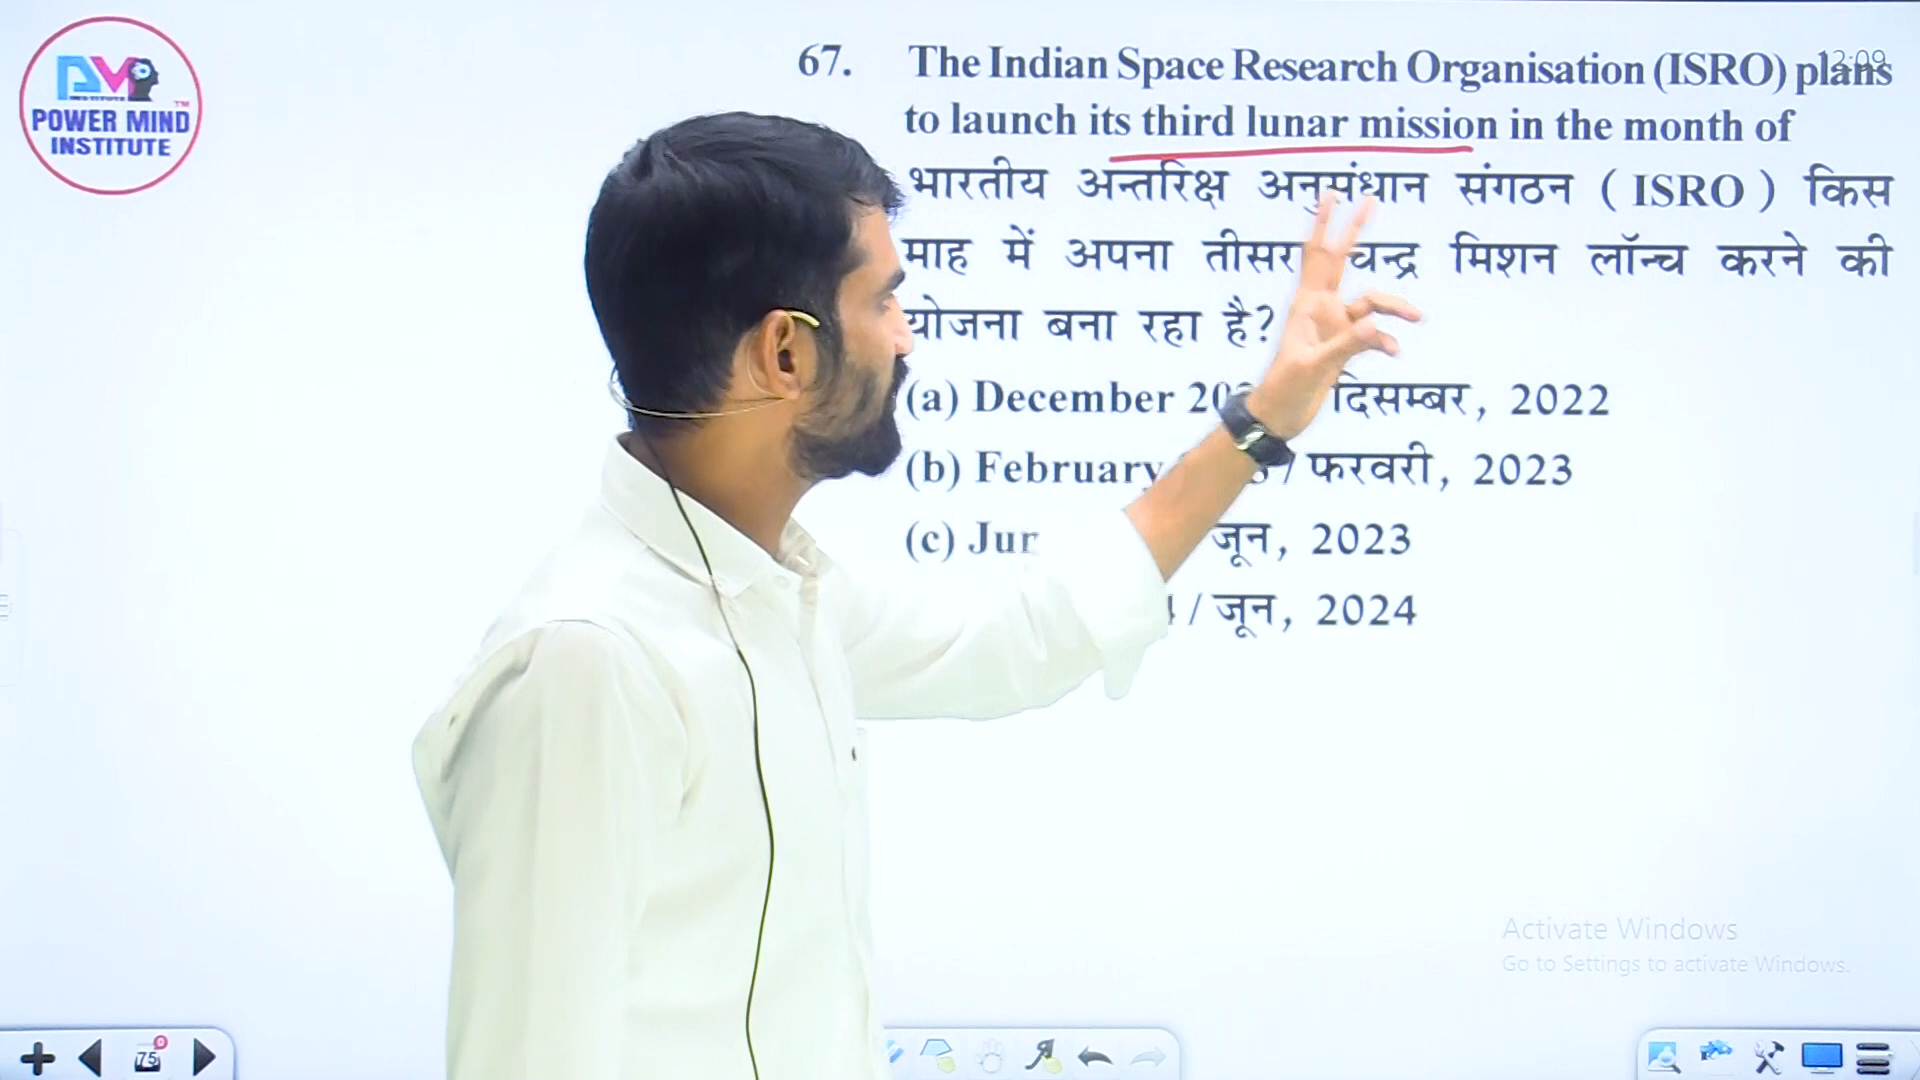 POWER MIND
INSTITUTE
TM
67. The Indian Space Research Organisation (ISRO) plans
to launch its third lunar mission in the month of
भारतीय अन्तरिक्ष अनुसंधान संगठन ( ISRO ) किस
माह में अपना चन्द्र मिशन लॉन्च करने की
योजना बना रहा है?
(a) December दिसम्बर, 2022
(b) February / फरवरी, 2023
(c) जून, 2023
/ जून, 2024
Activate Windows
Go to Settings to activate Windows.
75